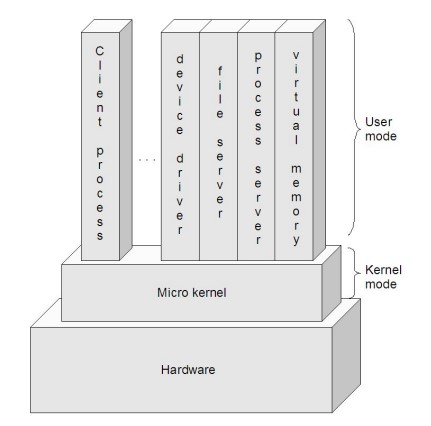 Client process
...
device driver
file server
process server
virtual memory
User
mode
Kernel
mode
Micro kernel
Hardware